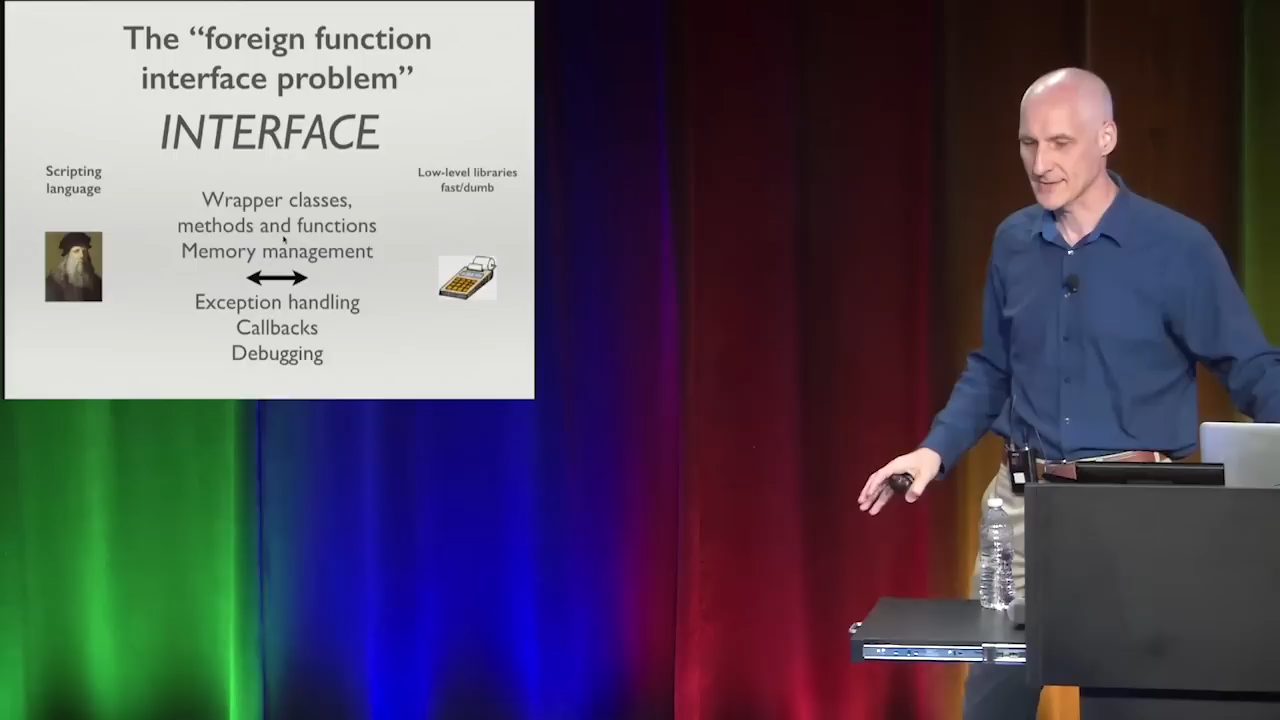 The “foreign function
interface problem”
INTERFACE
Scripting
language
Low-level libraries
fast/dumb
Wrapper classes,
methods and functions
Memory management
Exception handling
Callbacks
Debugging